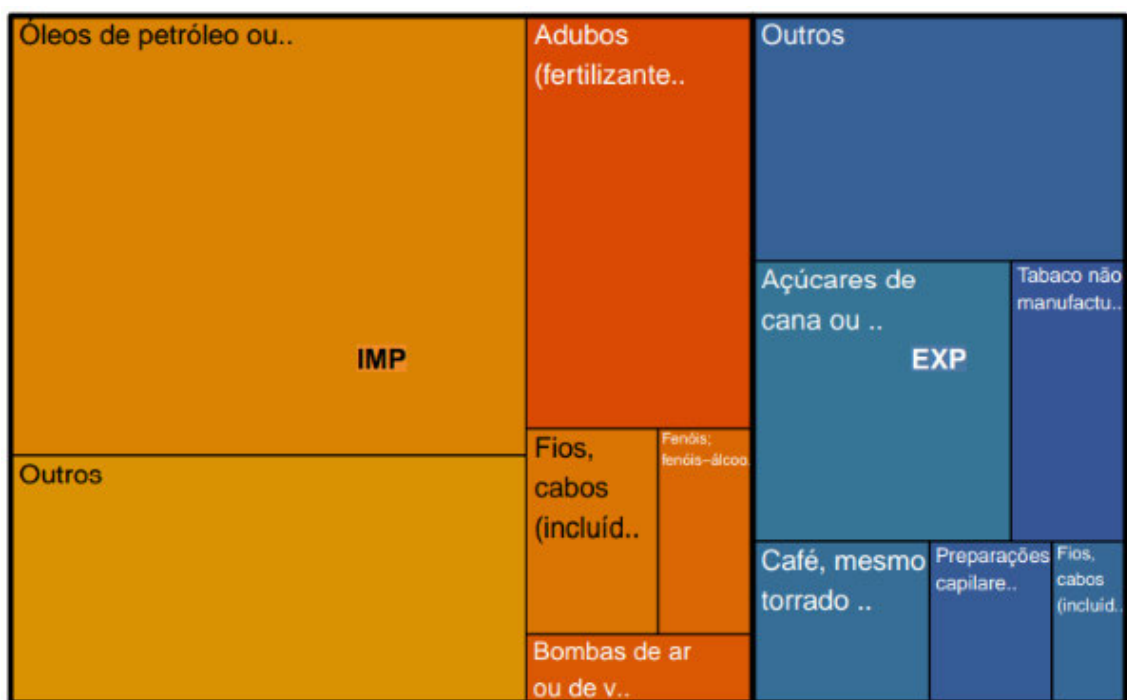 Óleos de petróleo ou..
Adubos
(fertilizante..
Outros
Açúcares de
cana ou ..
Tabaco não
manufactu..
IMP
EXP
Fios,
cabos
(incluíd..
Fenóis;
fenóis-álcoo.
Outros
Café, mesmo
torrado ..
Preparações
capilare..
Fios,
cabos
(incluíd..
Bombas de ar
ou de v..